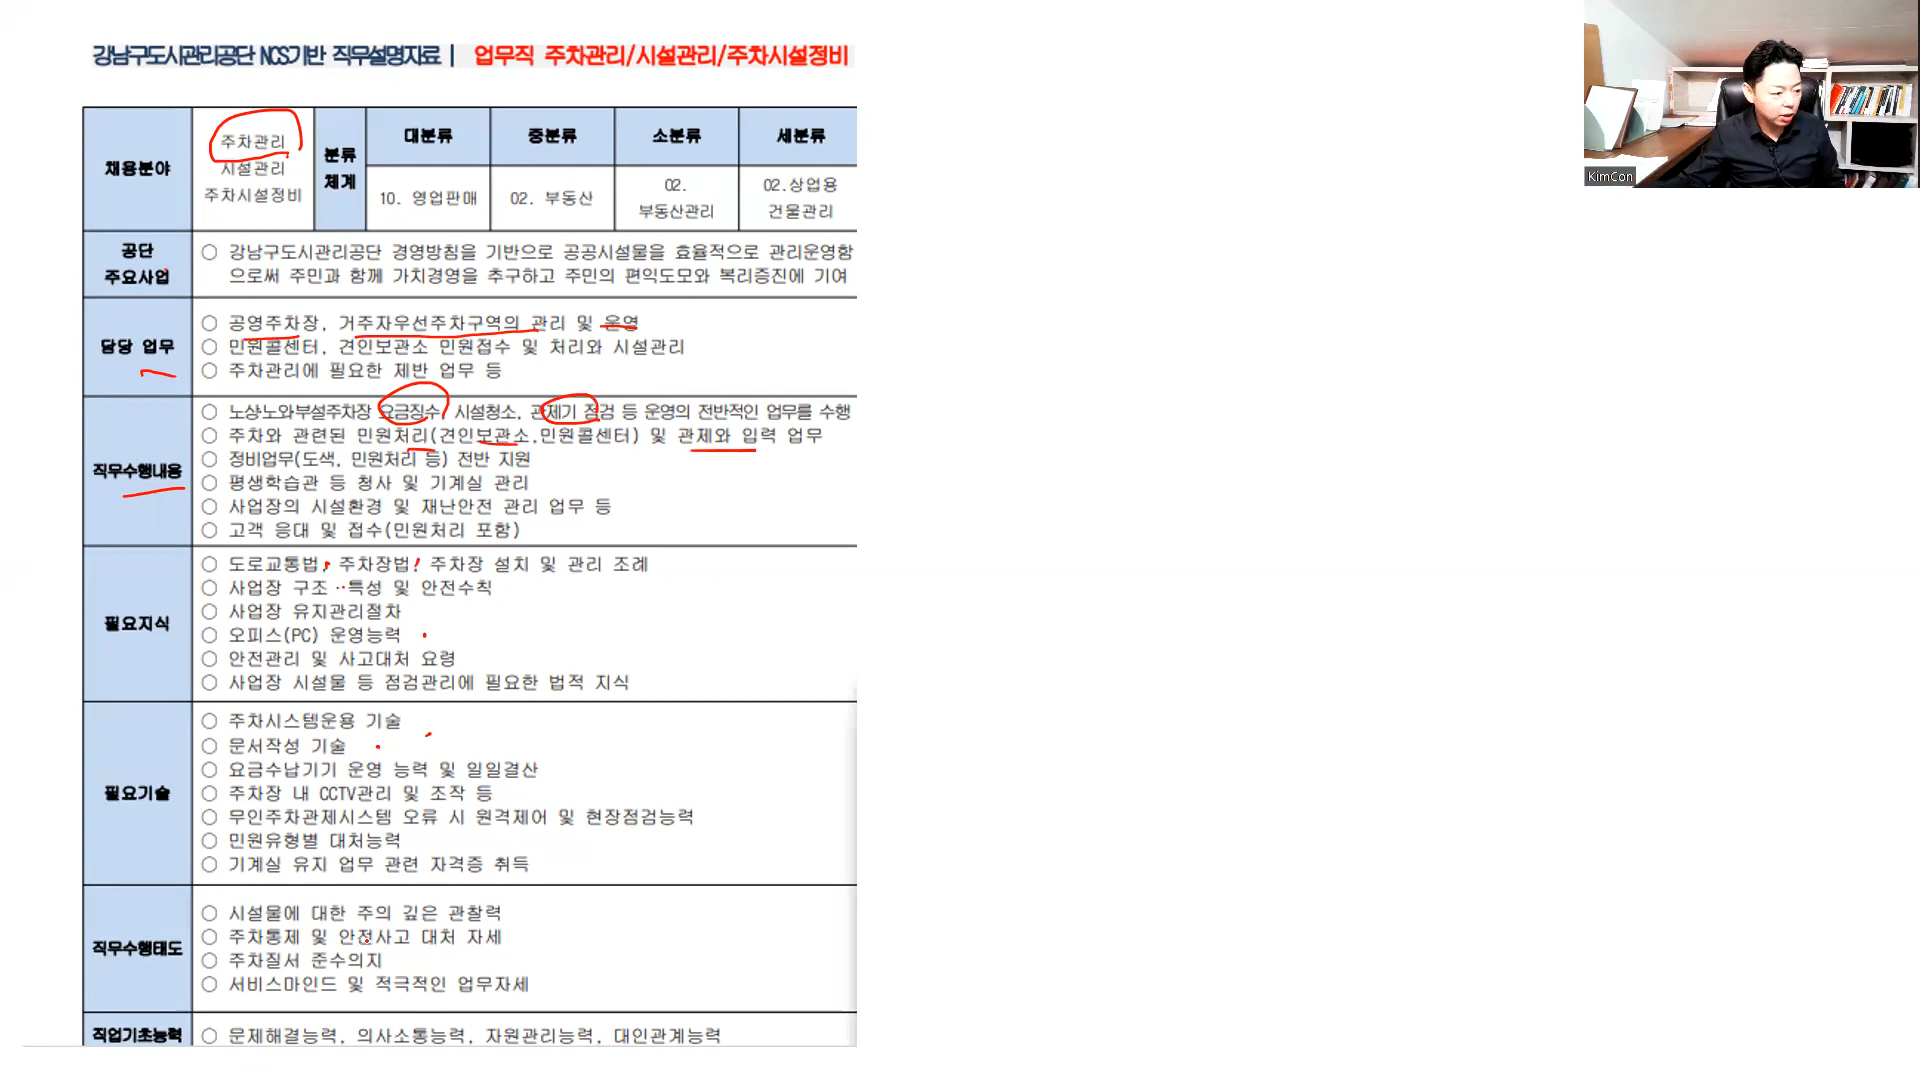 강남구도시관리공단 NCS기반 직무설명자료 | 업무직 주차관리/시설관리/주차시설정비
KimCon
채용분야
주차관리
시설관리
주차시설정비
분류
체계
대분류
중분류
소분류
세분류
10. 영업판매
02. 부동산
02.
부동산관리
02.상업용
건물관리
공단
주요사업
○ 강남구도시관리공단 경영방침을 기반으로 공공시설물을 효율적으로 관리운영함
으로써 주민과 함께 가치경영을 추구하고 주민의 편익도모와 복리증진에 기여
담당 업무
○ 공영주차장, 거주자우선주차구역의 관리 및 운영
○ 민원콜센터, 견인보관소 민원접수 및 처리와 시설관리
○ 주차관리에 필요한 제반 업무 등
직무수행내용
○ 노상·노외·부설주차장 요금징수, 시설청소, 관제기 점검 등 운영의 전반적인 업무를 수행
○ 주차와 관련된 민원처리(견인보관소,민원콜센터) 및 관제와 입력 업무
○ 정비업무(도색, 민원처리 등) 전반 지원
○ 평생학습관 등 청사 및 기계실 관리
○ 사업장의 시설환경 및 재난안전 관리 업무 등
○ 고객 응대 및 접수(민원처리 포함)
필요지식
○ 도로교통법, 주차장법, 주차장 설치 및 관리 조례
○ 사업장 구조·특성 및 안전수칙
○ 사업장 유지관리절차
○ 오피스(PC) 운영능력
○ 안전관리 및 사고대처 요령
○ 사업장 시설물 등 점검관리에 필요한 법적 지식
필요기술
○ 주차시스템운용 기술
○ 문서작성 기술
○ 요금수납기기 운영 능력 및 일일결산
○ 주차장 내 CCTV관리 및 조작 등
○ 무인주차관제시스템 오류 시 원격제어 및 현장점검능력
○ 민원유형별 대처능력
○ 기계실 유지 업무 관련 자격증 취득
직무수행태도
○ 시설물에 대한 주의 깊은 관찰력
○ 주차통제 및 안전사고 대처 자세
○ 주차질서 준수의지
○ 서비스마인드 및 적극적인 업무자세
직업기초능력
○ 문제해결능력, 의사소통능력, 자원관리능력, 대인관계능력